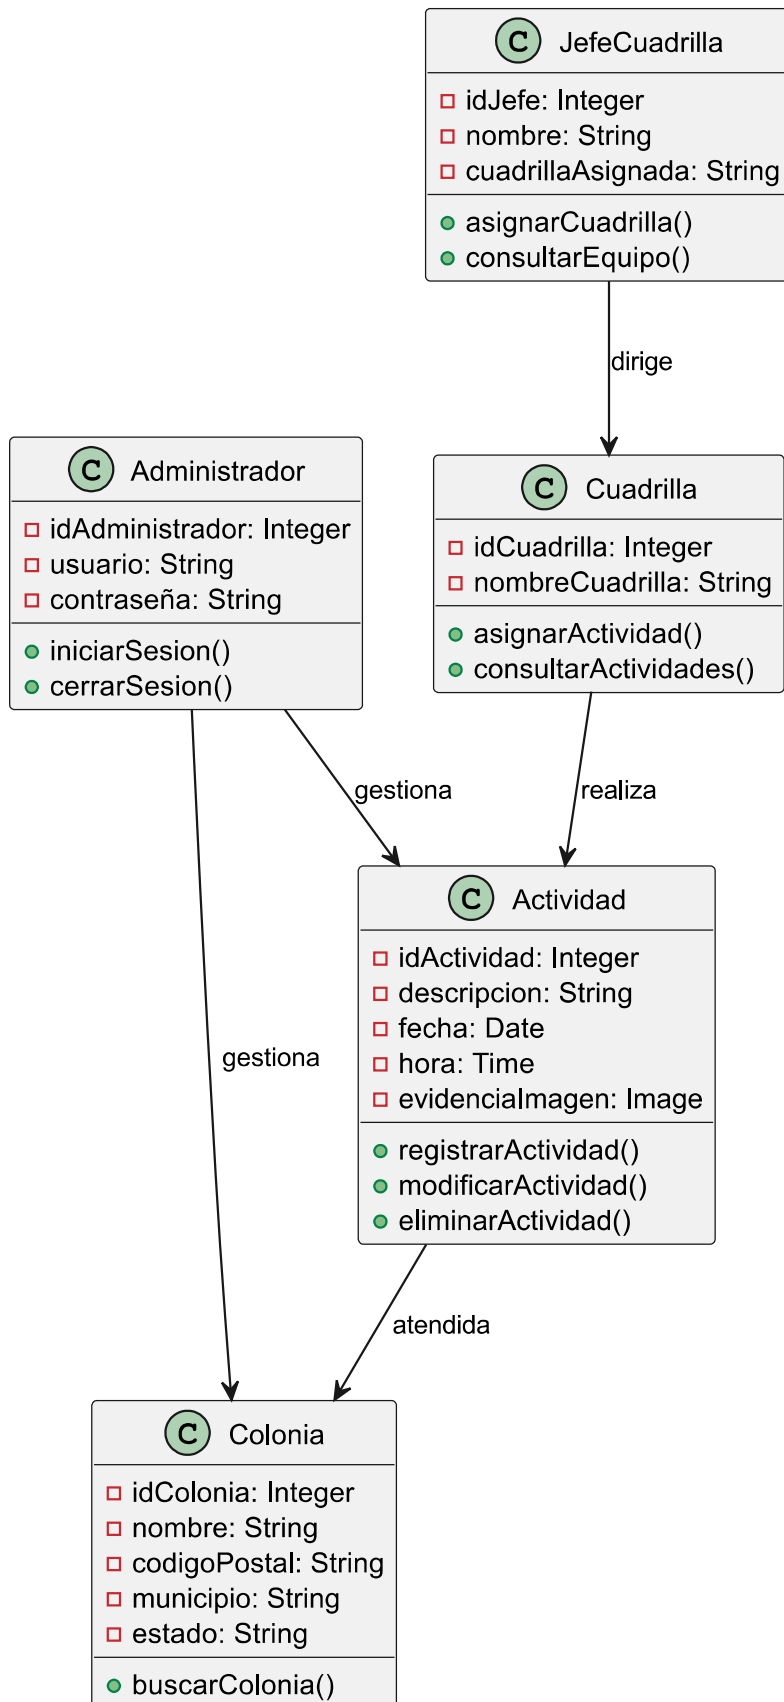 C JefeCuadrilla
idJefe: Integer
nombre: String
cuadrillaAsignada: String
asignarCuadrilla()
consultarEquipo()
dirige
C Administrador
idAdministrador: Integer
usuario: String
contraseña: String
iniciarSesion()
cerrarSesion()
C Cuadrilla
idCuadrilla: Integer
nombreCuadrilla: String
asignarActividad()
consultarActividades()
gestiona
realiza
C Actividad
idActividad: Integer
descripcion: String
fecha: Date
hora: Time
evidenciaImagen: Image
registrarActividad()
modificarActividad()
eliminarActividad()
gestiona
atendida
C Colonia
idColonia: Integer
nombre: String
codigoPostal: String
municipio: String
estado: String
buscarColonia()